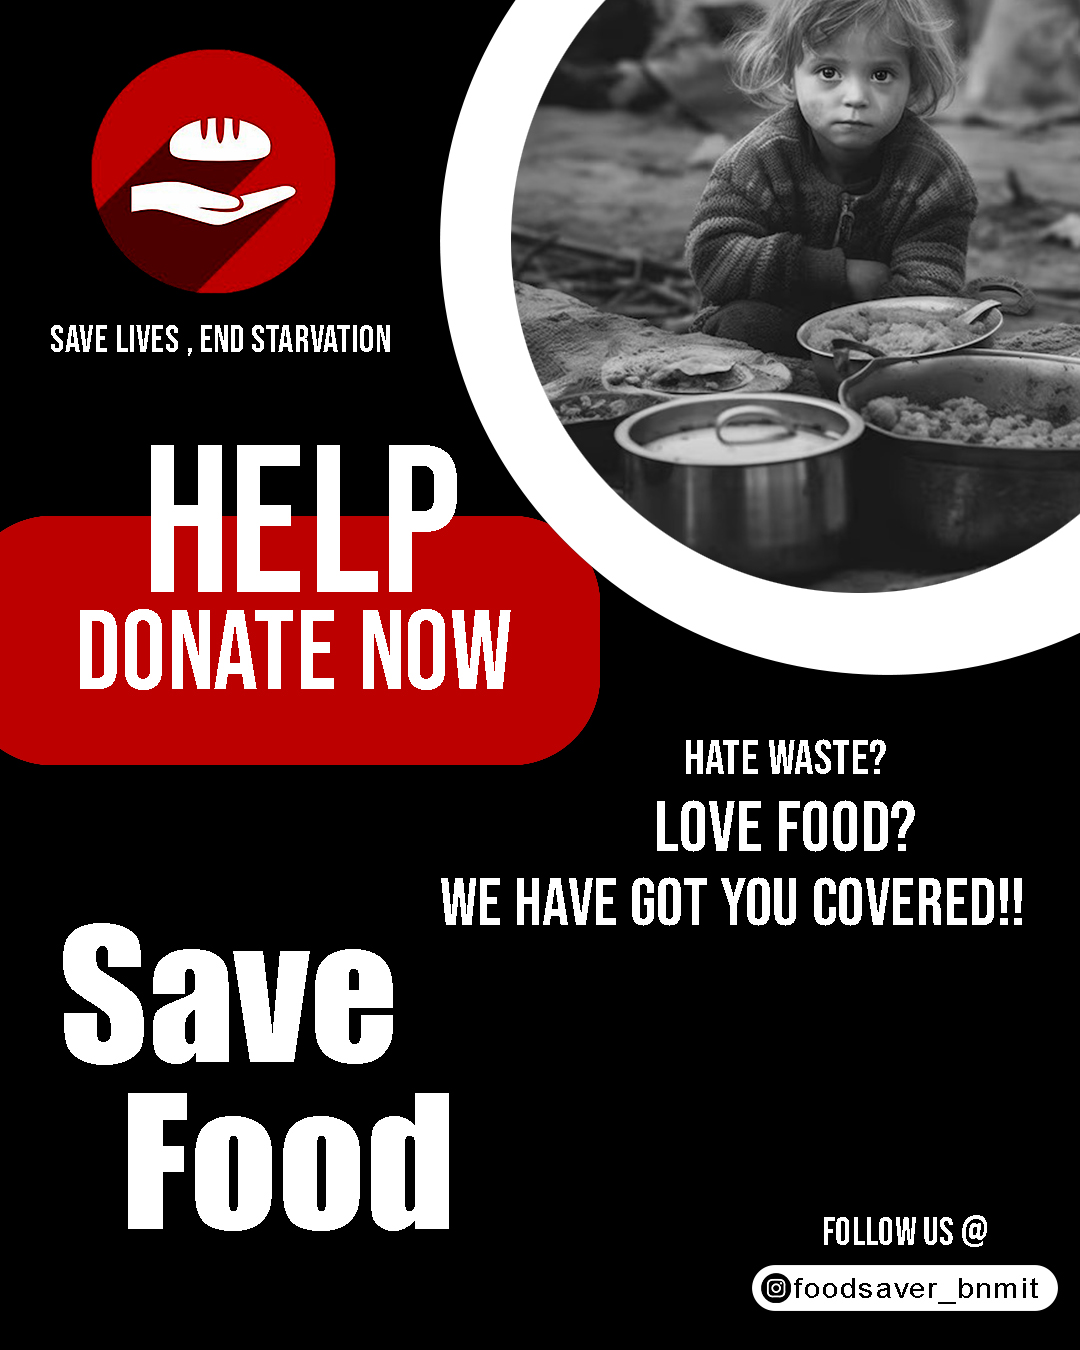 SAVE LIVES , END STARVATION
HELP
DONATE NOW
HATE WASTE?
LOVE FOOD?
WE HAVE GOT YOU COVERED!!
Save
Food
FOLLOW US @
foodsaver_bnmit